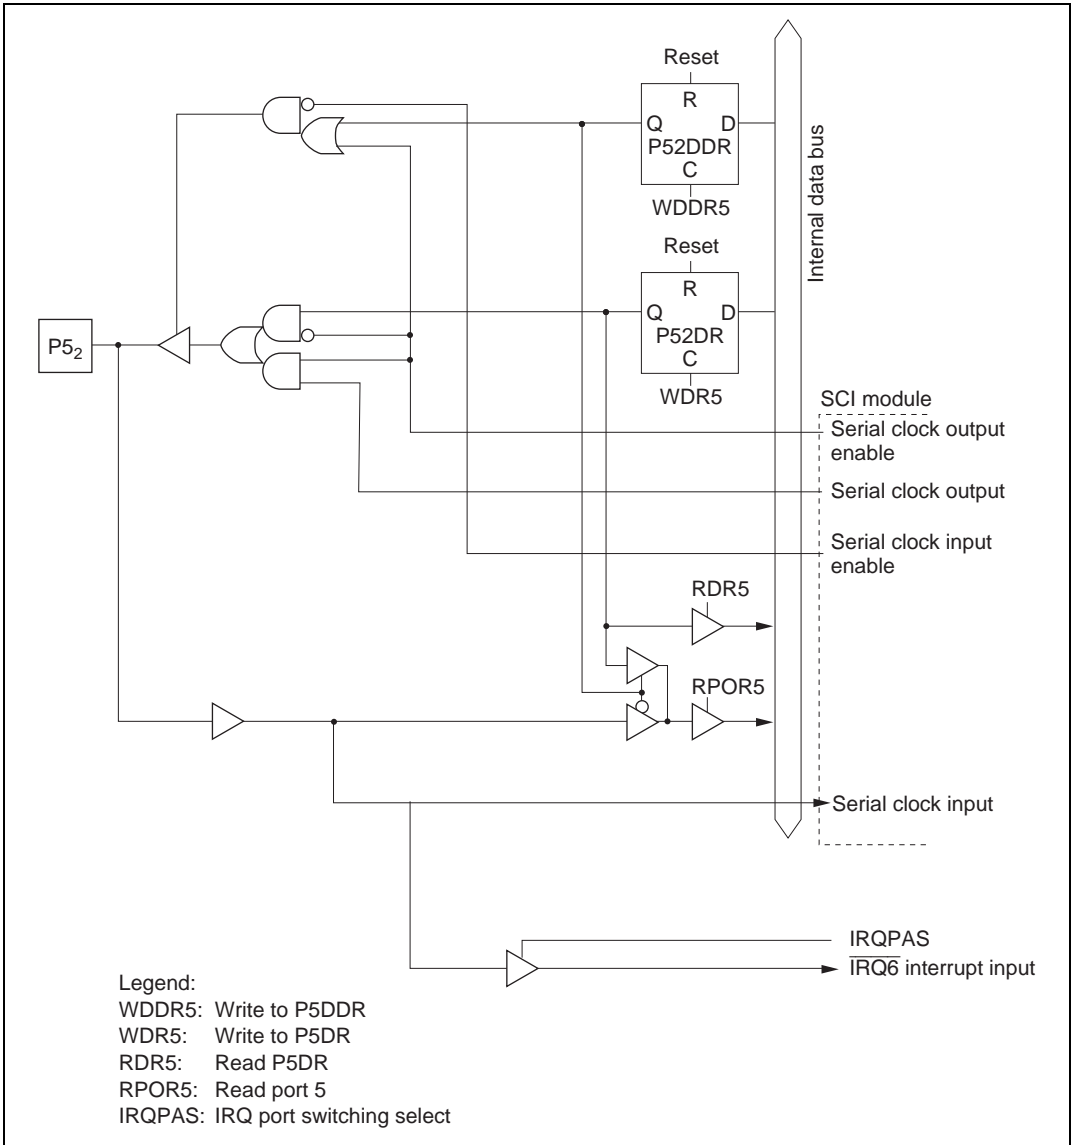 Reset
R
Q D
P52DDR
C
WDDR5
Internal data bus
Reset
R
Q D
P52DR
C
WDR5
P5₂
SCI module
Serial clock output
enable
Serial clock output
Serial clock input
enable
RDR5
RPOR5
Serial clock input
IRQPAS
I̅R̅Q̅6̅ interrupt input
Legend:
WDDR5: Write to P5DDR
WDR5: Write to P5DR
RDR5: Read P5DR
RPOR5: Read port 5
IRQPAS: IRQ port switching select